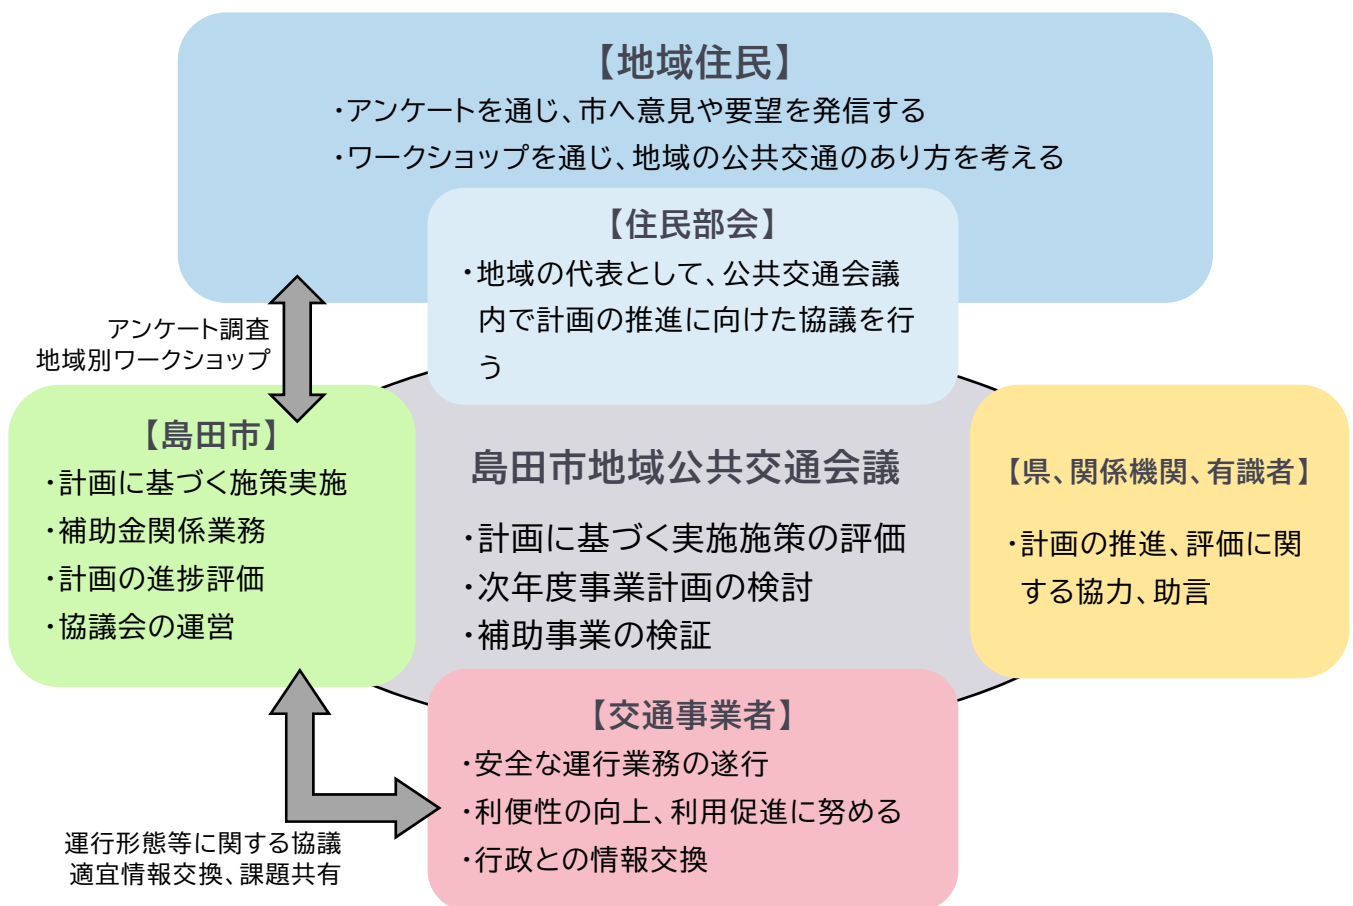 【地域住民】
・アンケートを通じ、市へ意見や要望を発信する
・ワークショップを通じ、地域の公共交通のあり方を考える
【住民部会】
・地域の代表として、公共交通会議
内で計画の推進に向けた協議を行
う
アンケート調査
地域別ワークショップ
【島田市】
・計画に基づく施策実施
・補助金関係業務
・計画の進捗評価
・協議会の運営
島田市地域公共交通会議
・計画に基づく実施施策の評価
・次年度事業計画の検討
・補助事業の検証
【県、関係機関、有識者】
・計画の推進、評価に関
する協力、助言
【交通事業者】
・安全な運行業務の遂行
・利便性の向上、利用促進に努める
・行政との情報交換
運行形態等に関する協議
適宜情報交換、課題共有